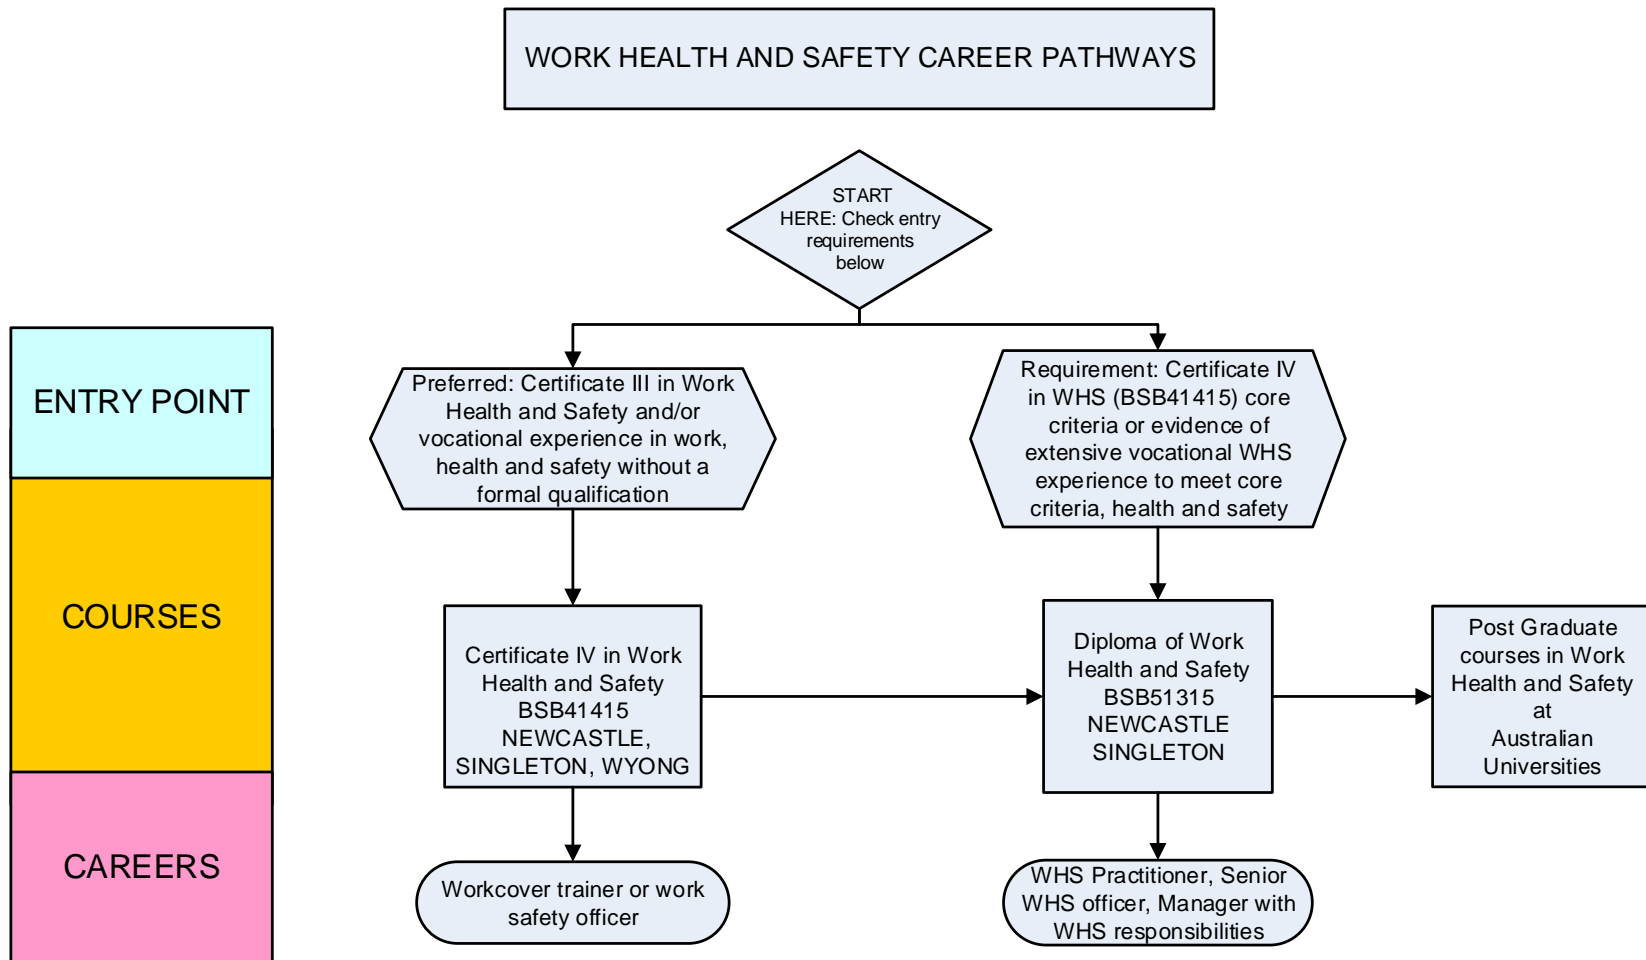 WORK HEALTH AND SAFETY CAREER PATHWAYS
START
HERE: Check entry
requirements
below
ENTRY POINT
Preferred: Certificate III in Work
Health and Safety and/or
vocational experience in work,
health and safety without a
formal qualification
Requirement: Certificate IV
in WHS (BSB41415) core
criteria or evidence of
extensive vocational WHS
experience to meet core
criteria, health and safety
COURSES
Certificate IV in Work
Health and Safety
BSB41415
NEWCASTLE,
SINGLETON, WYONG
Diploma of Work
Health and Safety
BSB51315
NEWCASTLE
SINGLETON
Post Graduate
courses in Work
Health and Safety
at
Australian
Universities
CAREERS
Workcover trainer or work
safety officer
WHS Practitioner, Senior
WHS officer, Manager with
WHS responsibilities